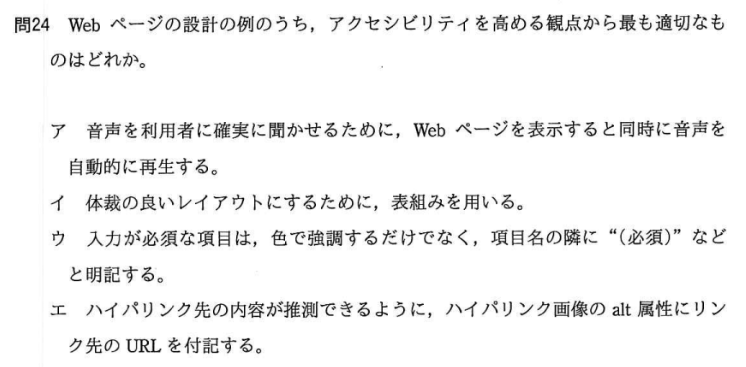 問24 Web ページの設計の例のうち，アクセシビリティを高める観点から最も適切なも
のはどれか。
ア 音声を利用者に確実に聞かせるために，Web ページを表示すると同時に音声を
自動的に再生する。
イ 体裁の良いレイアウトにするために，表組みを用いる。
ウ 入力が必須な項目は，色で強調するだけでなく，項目名の隣に“(必須)”など
と明記する。
エ ハイパリンク先の内容が推測できるように，ハイパリンク画像の alt 属性にリン
ク先の URL を付記する。